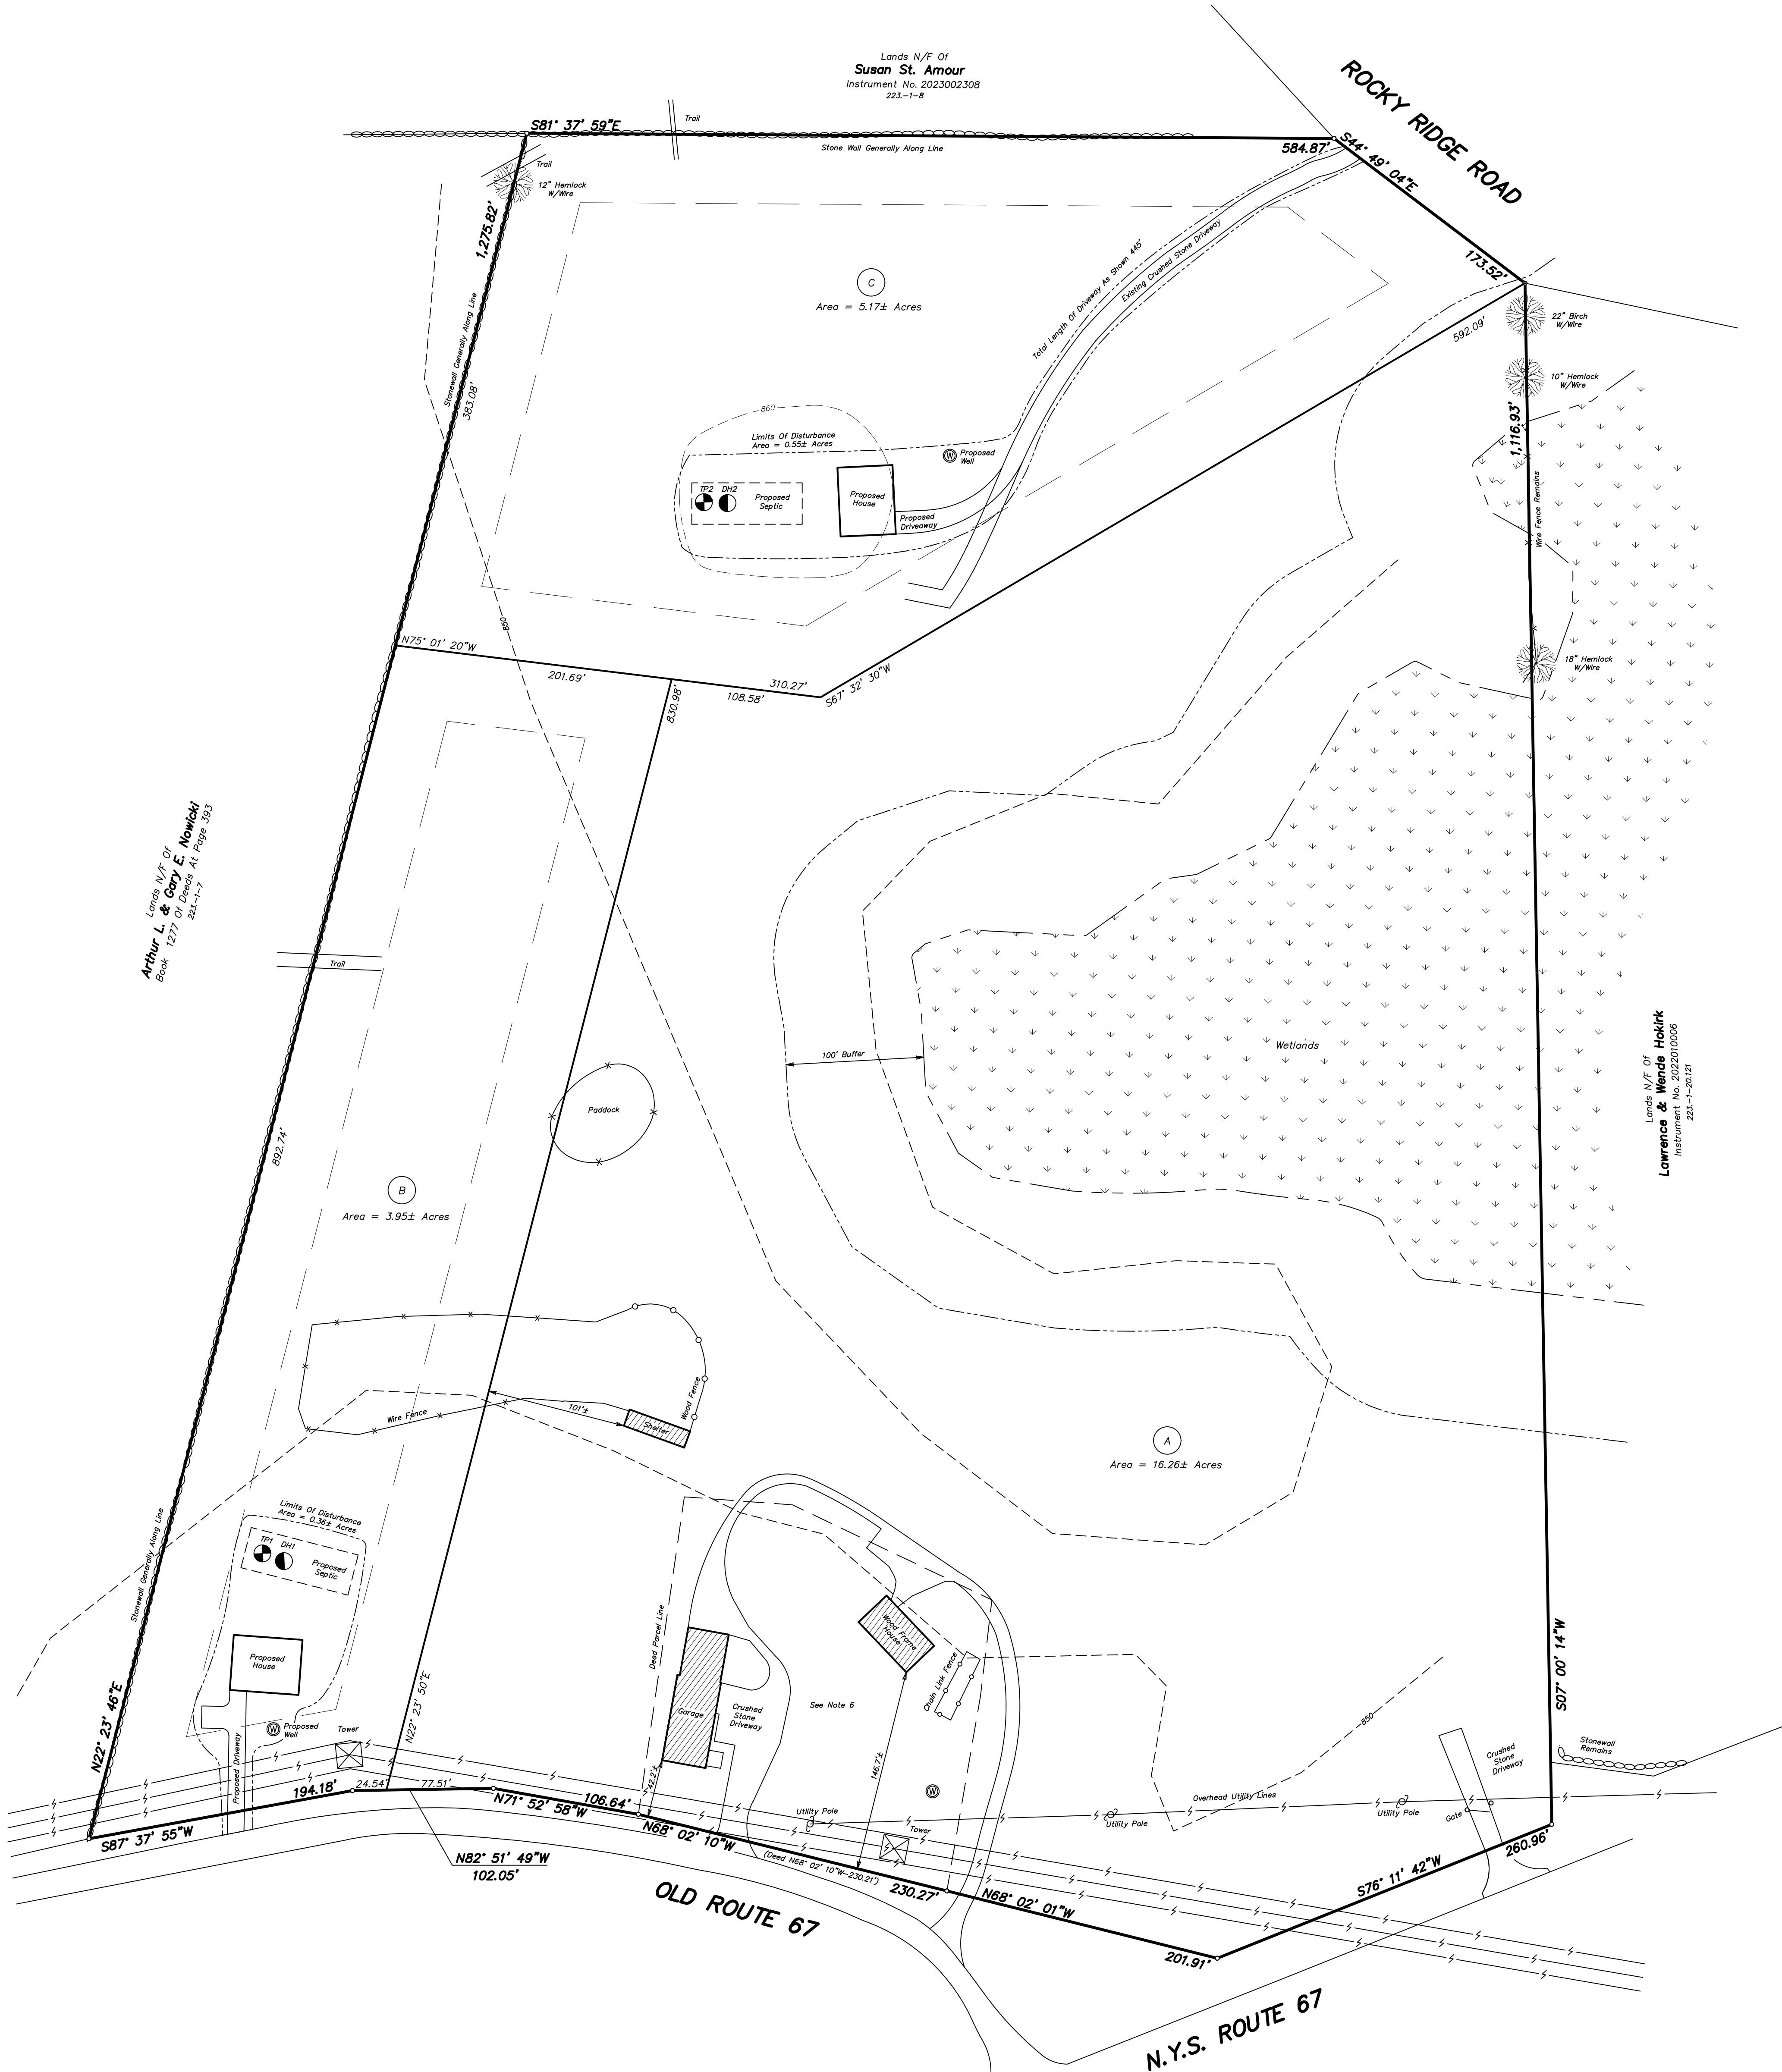 Lands N/F Of
Susan St. Amour
Instrument No. 2023002308
223.-1-8
ROCKY RIDGE ROAD
S81° 37' 59"E
Trail
Stone Wall Generally Along Line
584.87'
S44° 49' 04"E
173.52'
Trail
12" Hemlock
W/Wire
1,275.82'
Stonewall Generally Along Line
383.08'
C
Area = 5.17± Acres
Total Length Of Driveway As Shown 445'
Existing Crushed Stone Driveway
592.09'
22" Birch
W/Wire
10" Hemlock
W/Wire
1,116.93'
Wire Fence Remains
860
Limits Of Disturbance
Area = 0.55± Acres
W
Proposed
Well
TP2
DH2
Proposed
Septic
Proposed
House
Proposed
Driveaway
850
N75° 01' 20"W
201.69'
830.98'
108.58'
310.27'
S67° 32' 30"W
18" Hemlock
W/Wire
Lands N/F Of
Arthur L. & Gary E. Nowicki
Book 1277 Of Deeds At Page 393
223.-1-7
Trail
Wetlands
100' Buffer
Lands N/F Of
Lawrence & Wende Hokirk
Instrument No. 2022010006
223.-1-20.121
Paddock
892.74'
B
Area = 3.95± Acres
Wire Fence
101'±
Shelter
Wood Fence
A
Area = 16.26± Acres
Stonewall Generally Along Line
Limits Of Disturbance
Area = 0.36± Acres
TP1
DH1
Proposed
Septic
Proposed
House
W
Proposed
Well
Proposed Driveway
Tower
N22° 23' 46"E
N22° 23' 50"E
Deed Parcel Line
Garage
Crushed
Stone
Driveway
See Note 6
Wood Frame
House
Chain Link Fence
42.2'±
146.7'±
W
850
S07° 00' 14"W
Stonewall
Remains
Crushed
Stone
Driveway
Gate
Overhead Utility Lines
Utility Pole
Utility Pole
Utility Pole
Tower
S87° 37' 55"W
194.18'
24.54'
77.51'
N82° 51' 49"W
102.05'
N71° 52' 58"W
106.64'
N68° 02' 10"W
(Deed N68° 02' 10"W-230.21')
230.27'
N68° 02' 01"W
201.91'
S76° 11' 42"W
260.96'
OLD ROUTE 67
N.Y.S. ROUTE 67